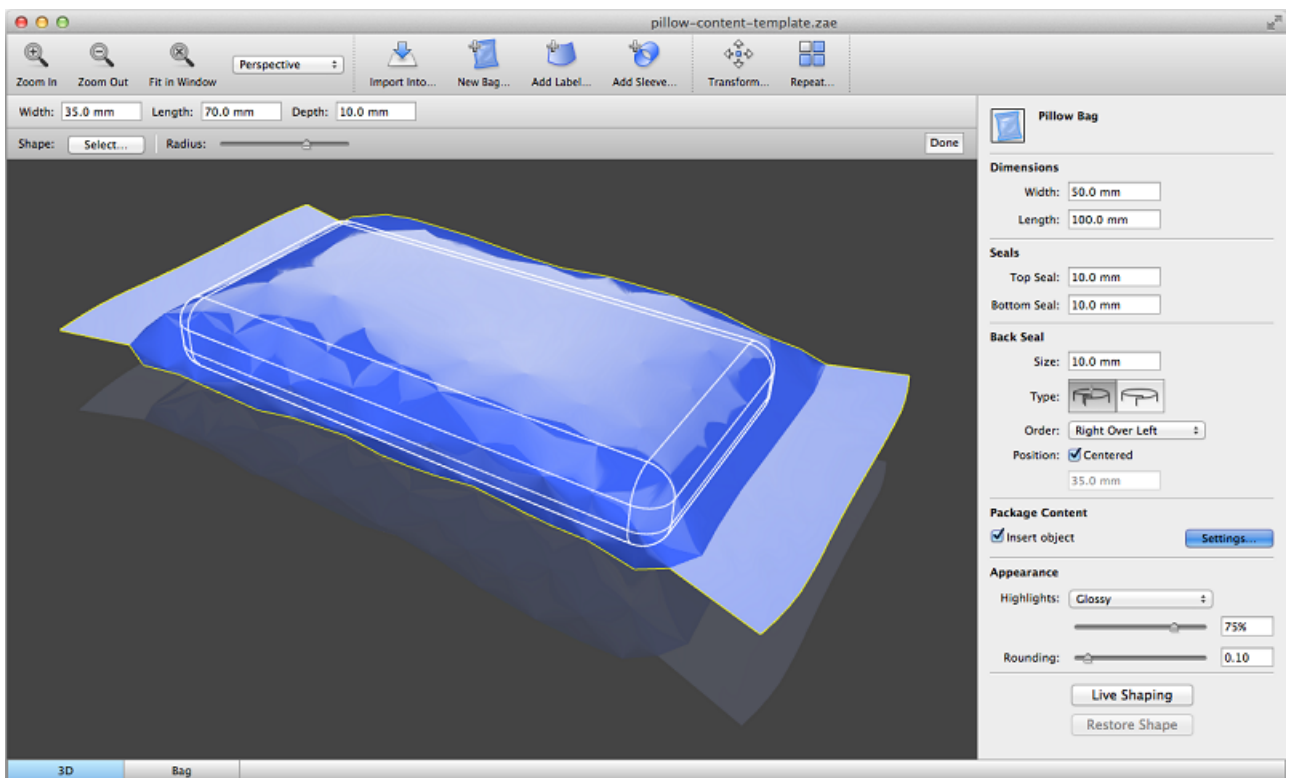 pillow-content-template.zae
Zoom In Zoom Out Fit in Window Perspective Import Into... New Bag... Add Label... Add Sleeve... Transform... Repeat...
Width: 35.0 mm Length: 70.0 mm Depth: 10.0 mm
Shape: Select... Radius: Done
Pillow Bag
Dimensions
Width: 50.0 mm
Length: 100.0 mm
Seals
Top Seal: 10.0 mm
Bottom Seal: 10.0 mm
Back Seal
Size: 10.0 mm
Type:
Order: Right Over Left
Position: Centered
35.0 mm
Package Content
Insert object Settings...
Appearance
Highlights: Glossy
75%
Rounding: 0.10
Live Shaping
Restore Shape
3D Bag